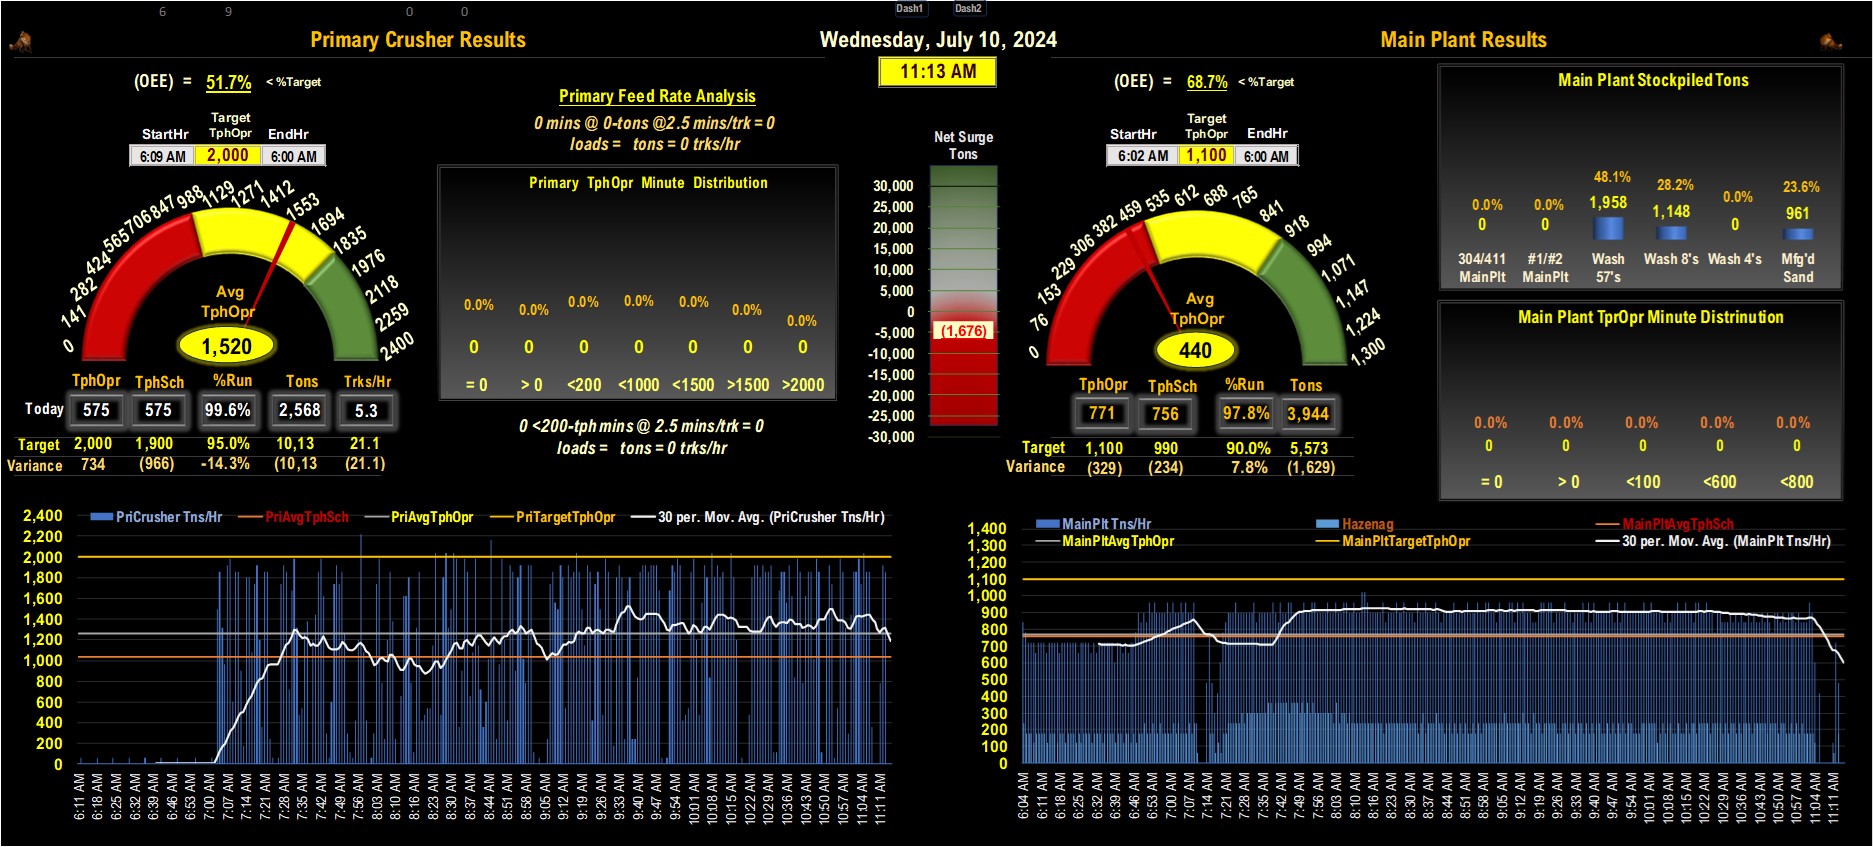 6 9 0 0 Dash1 Dash2
Primary Crusher Results
Wednesday, July 10, 2024
Main Plant Results
11:13 AM
(OEE) = 51.7% < %Target
StartHr Target TphOpr EndHr
6:09 AM 2,000 6:00 AM
0 141 282 424 565 706 847 988 1129 1271 1412 1553 1694 1835 1976 2118 2259 2400
Avg
TphOpr
1,520
TphOpr TphSch %Run Tons Trks/Hr
Today 575 575 99.6% 2,568 5.3
Target 2,000 1,900 95.0% 10,13 21.1
Variance 734 (966) -14.3% (10,13 (21.1)
Primary Feed Rate Analysis
0 mins @ 0-tons @2.5 mins/trk = 0
loads = tons = 0 trks/hr
Primary TphOpr Minute Distribution
0.0% 0.0% 0.0% 0.0% 0.0% 0.0% 0.0%
0 0 0 0 0 0 0
= 0 > 0 <200 <1000 <1500 >1500 >2000
0 <200-tph mins @ 2.5 mins/trk = 0
loads = tons = 0 trks/hr
Net Surge
Tons
30,000
25,000
20,000
15,000
10,000
5,000
0
-5,000
-10,000
-15,000
-20,000
-25,000
-30,000
(1,676)
(OEE) = 68.7% < %Target
StartHr Target TphOpr EndHr
6:02 AM 1,100 6:00 AM
0 76 153 229 306 382 459 535 612 688 765 841 918 994 1,071 1,147 1,224 1,300
Avg
TphOpr
440
TphOpr TphSch %Run Tons
771 756 97.8% 3,944
Target 1,100 990 90.0% 5,573
Variance (329) (234) 7.8% (1,629)
Main Plant Stockpiled Tons
0.0% 0.0% 48.1% 28.2% 0.0% 23.6%
0 0 1,958 1,148 0 961
304/411 #1/#2 Wash Wash 8's Wash 4's Mfg'd
MainPlt MainPlt 57's Sand
Main Plant TprOpr Minute Distrinution
0.0% 0.0% 0.0% 0.0% 0.0%
0 0 0 0 0
= 0 > 0 <100 <600 <800
PriCrusher Tns/Hr PriAvgTphSch PriAvgTphOpr PriTargetTphOpr 30 per. Mov. Avg. (PriCrusher Tns/Hr)
2,400
2,200
2,000
1,800
1,600
1,400
1,200
1,000
800
600
400
200
0
6:11 AM 6:18 AM 6:25 AM 6:32 AM 6:39 AM 6:46 AM 6:53 AM 7:00 AM 7:07 AM 7:14 AM 7:21 AM 7:28 AM 7:35 AM 7:42 AM 7:49 AM 7:56 AM 8:03 AM 8:10 AM 8:16 AM 8:23 AM 8:30 AM 8:37 AM 8:44 AM 8:51 AM 8:58 AM 9:05 AM 9:12 AM 9:19 AM 9:26 AM 9:33 AM 9:40 AM 9:47 AM 9:54 AM 10:01 AM 10:08 AM 10:15 AM 10:22 AM 10:29 AM 10:36 AM 10:43 AM 10:50 AM 10:57 AM 11:04 AM 11:11 AM
MainPlt Tns/Hr Hazenag MainPltAvgTphSch
MainPltAvgTphOpr MainPltTargetTphOpr 30 per. Mov. Avg. (MainPlt Tns/Hr)
1,400
1,300
1,200
1,100
1,000
900
800
700
600
500
400
300
200
100
0
6:04 AM 6:11 AM 6:18 AM 6:25 AM 6:32 AM 6:39 AM 6:46 AM 6:53 AM 7:00 AM 7:07 AM 7:14 AM 7:21 AM 7:28 AM 7:35 AM 7:42 AM 7:49 AM 7:56 AM 8:03 AM 8:10 AM 8:16 AM 8:23 AM 8:30 AM 8:37 AM 8:44 AM 8:51 AM 8:58 AM 9:05 AM 9:12 AM 9:19 AM 9:26 AM 9:33 AM 9:40 AM 9:47 AM 9:54 AM 10:01 AM 10:08 AM 10:15 AM 10:22 AM 10:29 AM 10:36 AM 10:43 AM 10:50 AM 10:57 AM 11:04 AM 11:11 AM